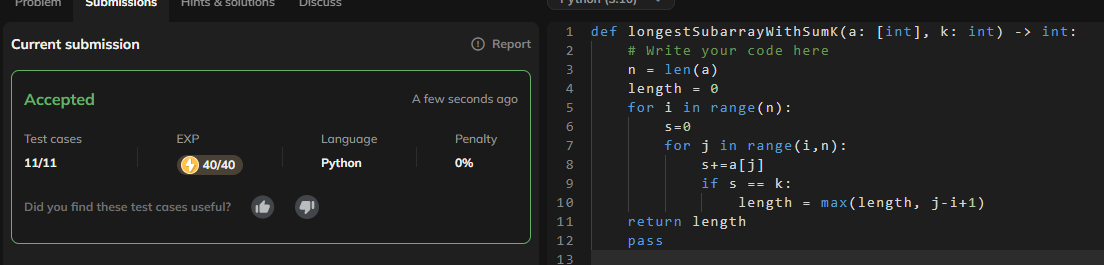 Problem Submissions Hints & solutions Discuss
Python (3.10)
Current submission
Report
Accepted
A few seconds ago
Test cases EXP Language Penalty
11/11 40/40 Python 0%
Did you find these test cases useful?
1 def longestSubarrayWithSumK(a: [int], k: int) -> int:
2 # Write your code here
3 n = len(a)
4 length = 0
5 for i in range(n):
6 s=0
7 for j in range(i,n):
8 s+=a[j]
9 if s == k:
10 length = max(length, j-i+1)
11 return length
12 pass
13